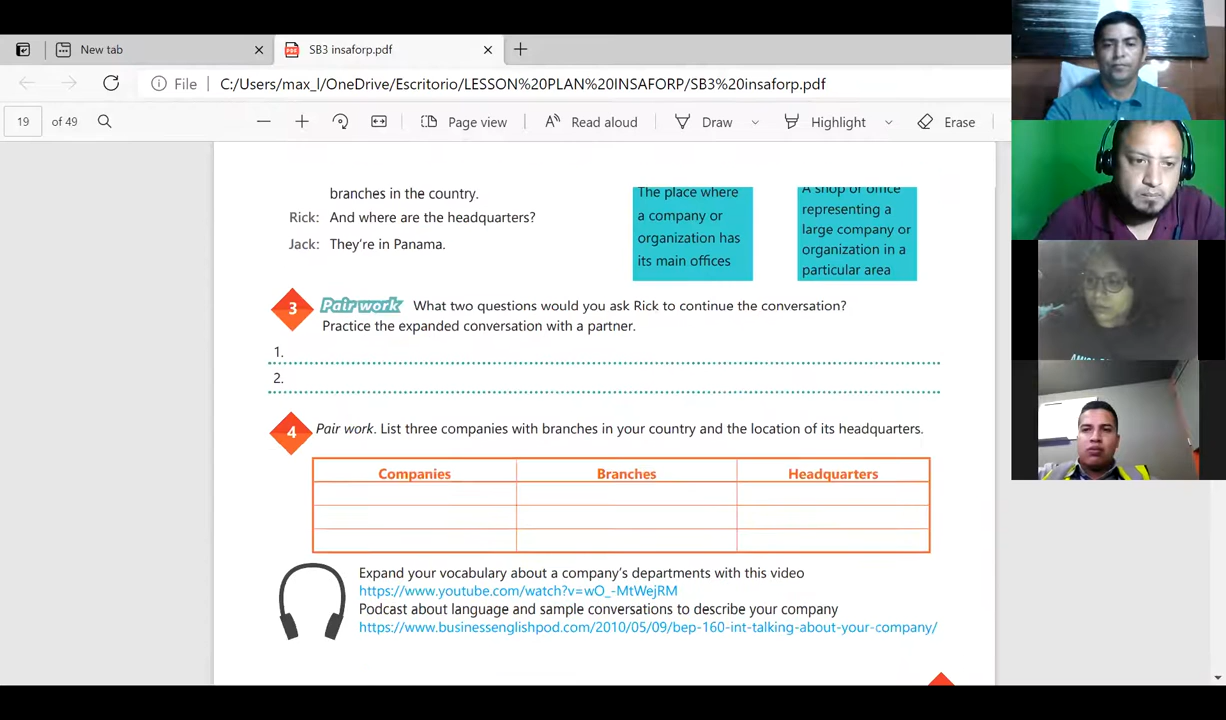 New tab
SB3 insaforp.pdf
File
C:/Users/max_l/OneDrive/Escritorio/LESSON%20PLAN%20INSAFORP/SB3%20insaforp.pdf
19
of 49
Page view
Read aloud
Draw
Highlight
Erase
branches in the country.
Rick: And where are the headquarters?
Jack: They're in Panama.
The place where
a company or
organization has
its main offices
A shop or office
representing a
large company or
organization in a
particular area
3 Pair work What two questions would you ask Rick to continue the conversation?
Practice the expanded conversation with a partner.
1.
2.
4 Pair work. List three companies with branches in your country and the location of its headquarters.
Companies Branches Headquarters
Expand your vocabulary about a company's departments with this video
https://www.youtube.com/watch?v=wO_-MtWejRM
Podcast about language and sample conversations to describe your company
https://www.businessenglishpod.com/2010/05/09/bep-160-int-talking-about-your-company/